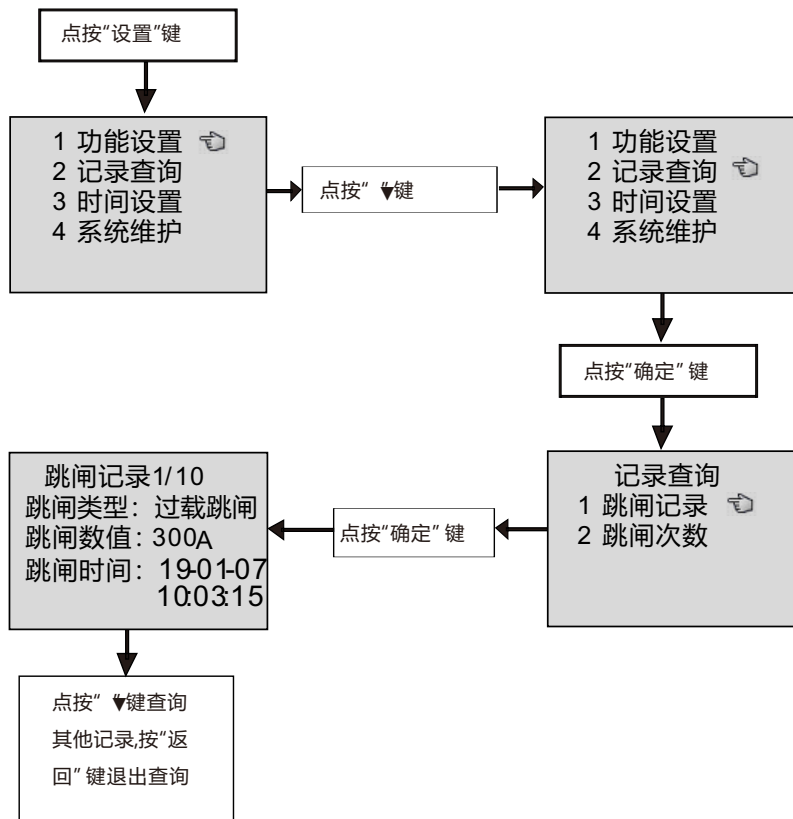 点按“设置”键
1 功能设置
2 记录查询
3 时间设置
4 系统维护
点按“▼”键
1 功能设置
2 记录查询
3 时间设置
4 系统维护
点按“确定” 键
记录查询
1 跳闸记录
2 跳闸次数
点按“确定” 键
跳闸记录1/10
跳闸类型：过载跳闸
跳闸数值：300A
跳闸时间：19-01-07
10:03:15
点按“▼”键查询
其他记录,按“返
回” 键退出查询